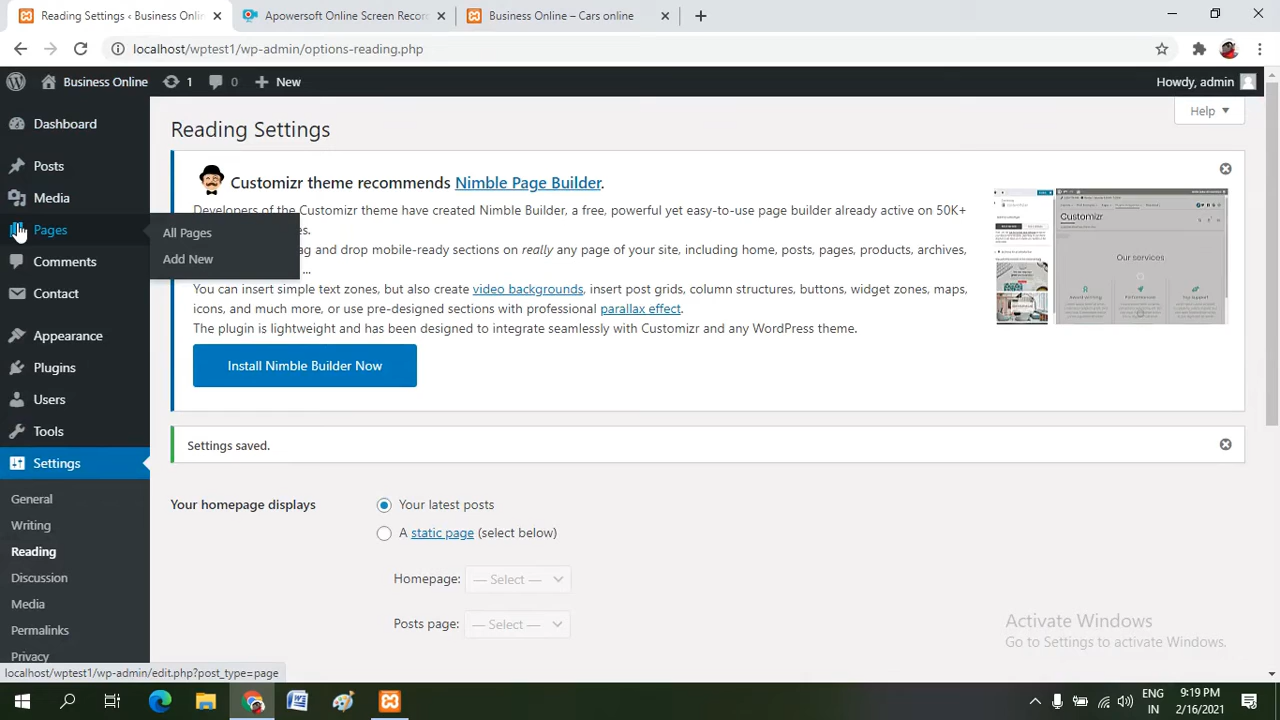 Reading Settings ‹ Business Onli
Apowersoft Online Screen Recor
Business Online – Cars online
localhost/wptest1/wp-admin/options-reading.php
Business Online
1
0
New
Howdy, admin
Dashboard
Posts
Media
Pages
Comments
Contact
Appearance
Plugins
Users
Tools
Settings
General
Writing
Reading
Discussion
Media
Permalinks
Privacy
All Pages
Add New
Help
Reading Settings
Customizr theme recommends Nimble Page Builder.
the Customizr theme created Nimble Builder, a free, powerful yet easy-to-use page builder already active on 50K+
drop mobile-ready sections on really any page of your site, including home, posts, pages, products, archives,
...
You can insert simple text zones, but also create video backgrounds, insert post grids, column structures, buttons, widget zones, maps,
icons, and much more, or use pre-designed sections with professional parallax effect.
The plugin is lightweight and has been designed to integrate seamlessly with Customizr and any WordPress theme.
Install Nimble Builder Now
Customizr
Our services
Settings saved.
Your homepage displays
Your latest posts
A static page (select below)
Homepage: — Select —
Posts page: — Select —
Activate Windows
Go to Settings to activate Windows.
localhost/wptest1/wp-admin/edit.php?post_type=page
ENG
IN
9:19 PM
2/16/2021